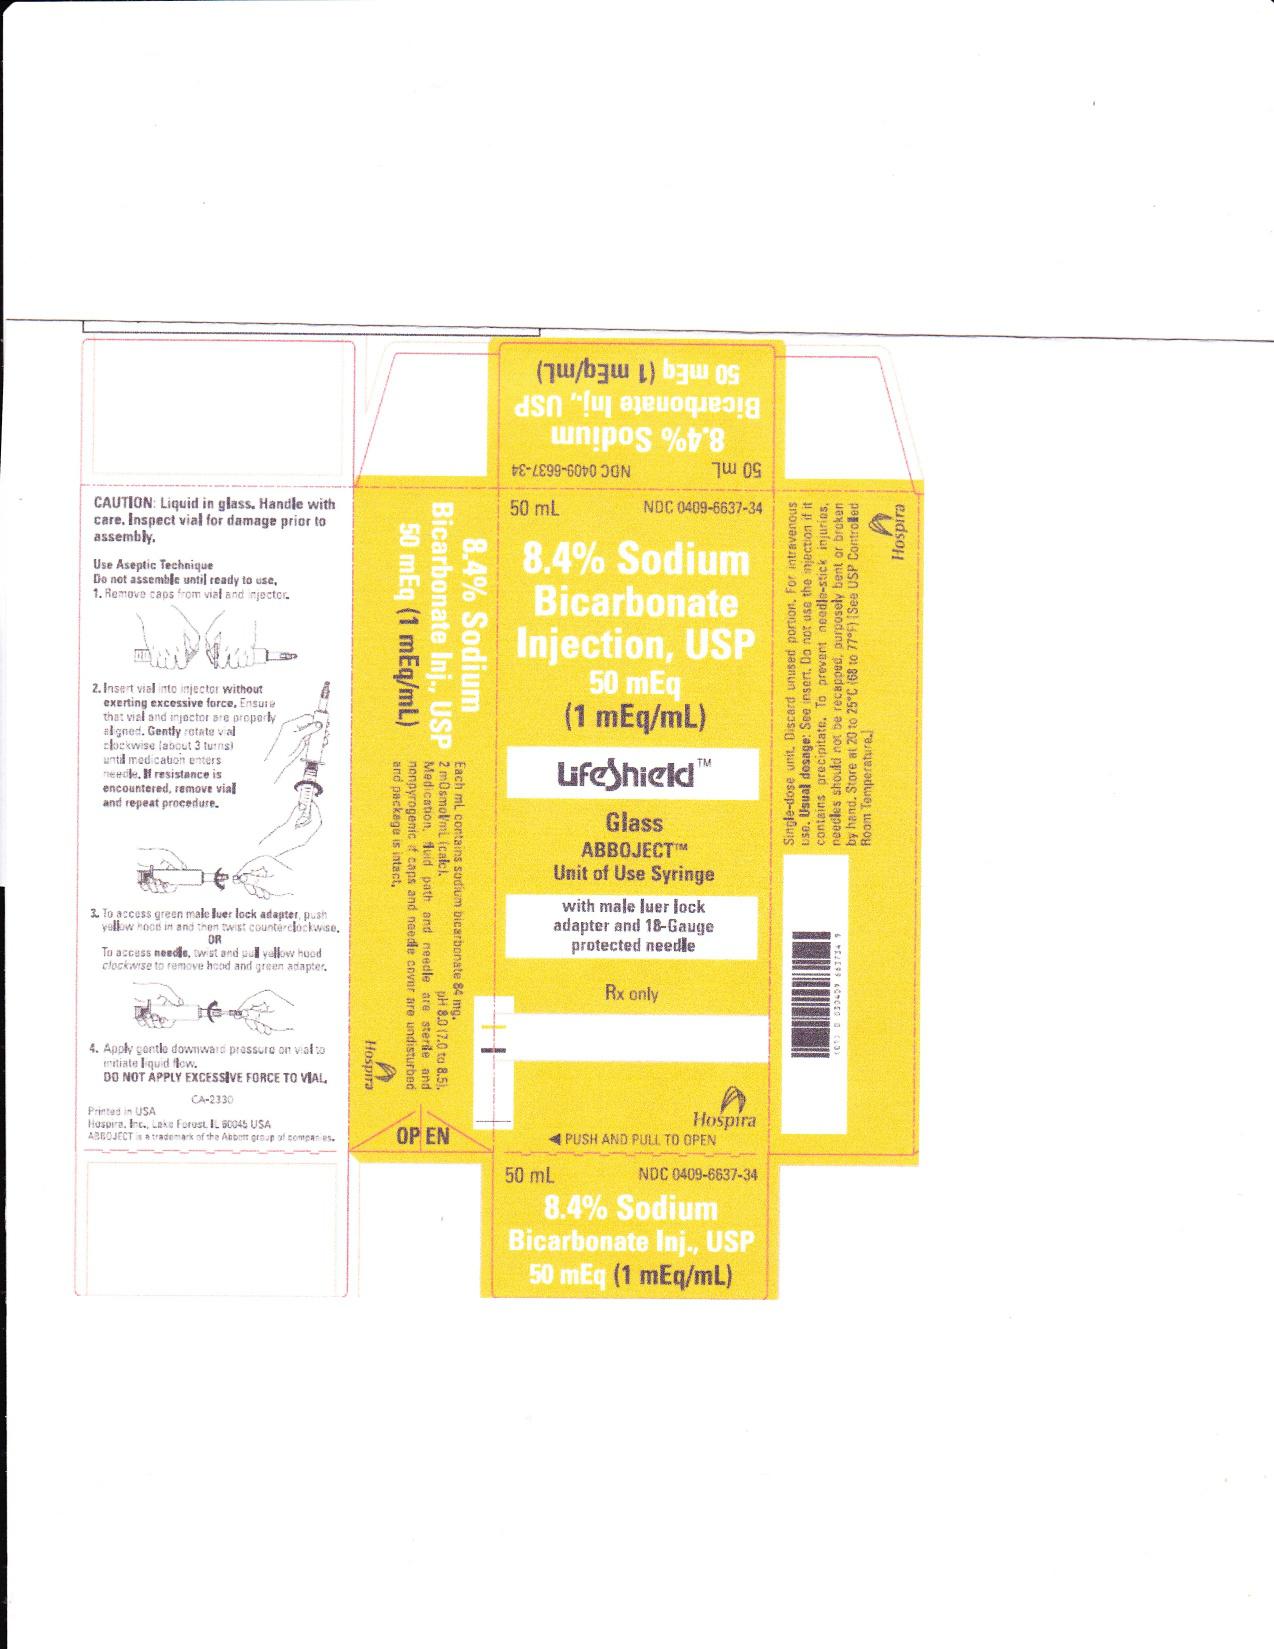 50 mL NDC 0409-6637-34
8.4% Sodium
Bicarbonate Inj., USP
50 mEq (1 mEq/mL)
CAUTION: Liquid in glass. Handle with
care. Inspect vial for damage prior to
assembly.
Use Aseptic Technique
Do not assemble until ready to use.
1. Remove caps from vial and injector.
2. Insert vial into injector without
exerting excessive force. Ensure
that vial and injector are properly
aligned. Gently rotate vial
clockwise (about 3 turns)
until medication enters
needle. If resistance is
encountered, remove vial
and repeat procedure.
3. To access green male luer lock adapter, push
yellow hood in and then twist counterclockwise.
OR
To access needle, twist and pull yellow hood
clockwise to remove hood and green adapter.
4. Apply gentle downward pressure on vial to
initiate liquid flow.
DO NOT APPLY EXCESSIVE FORCE TO VIAL.
CA-2330
Printed in USA
Hospira, Inc., Lake Forest, IL 60045 USA
ABBOJECT is a trademark of the Abbott group of companies.
8.4% Sodium
Bicarbonate Inj., USP
50 mEq (1 mEq/mL)
Each mL contains sodium bicarbonate 84 mg.
2 mOsmol/mL (calc). pH 8.0 (7.0 to 8.5).
Medication, fluid path and needle are sterile and
nonpyrogenic if caps and needle cover are undisturbed
and package is intact.
Hospira
OPEN
50 mL NDC 0409-6637-34
8.4% Sodium
Bicarbonate
Injection, USP
50 mEq
(1 mEq/mL)
LifeShield™
Glass
ABBOJECT™
Unit of Use Syringe
with male luer lock
adapter and 18-Gauge
protected needle
Rx only
Hospira
◀ PUSH AND PULL TO OPEN
50 mL NDC 0409-6637-34
8.4% Sodium
Bicarbonate Inj., USP
50 mEq (1 mEq/mL)
Single-dose unit. Discard unused portion. For intravenous
use. Usual dosage: See insert. Do not use the injection if it
contains precipitate. To prevent needle-stick injuries,
needles should not be recapped, purposely bent or broken
by hand. Store at 20 to 25°C (68 to 77°F) [See USP Controlled
Room Temperature.]
Hospira